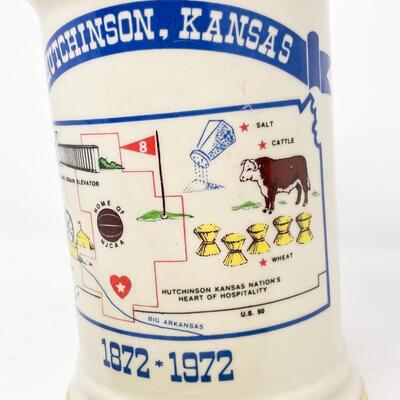 HUTCHINSON, KANSAS
8
SALT
CATTLE
GRAIN ELEVATOR
HOME OF
NJCAA
WHEAT
HUTCHINSON KANSAS NATION'S
HEART OF HOSPITALITY
U.S. 50
BIG ARKANSAS
1872 * 1972